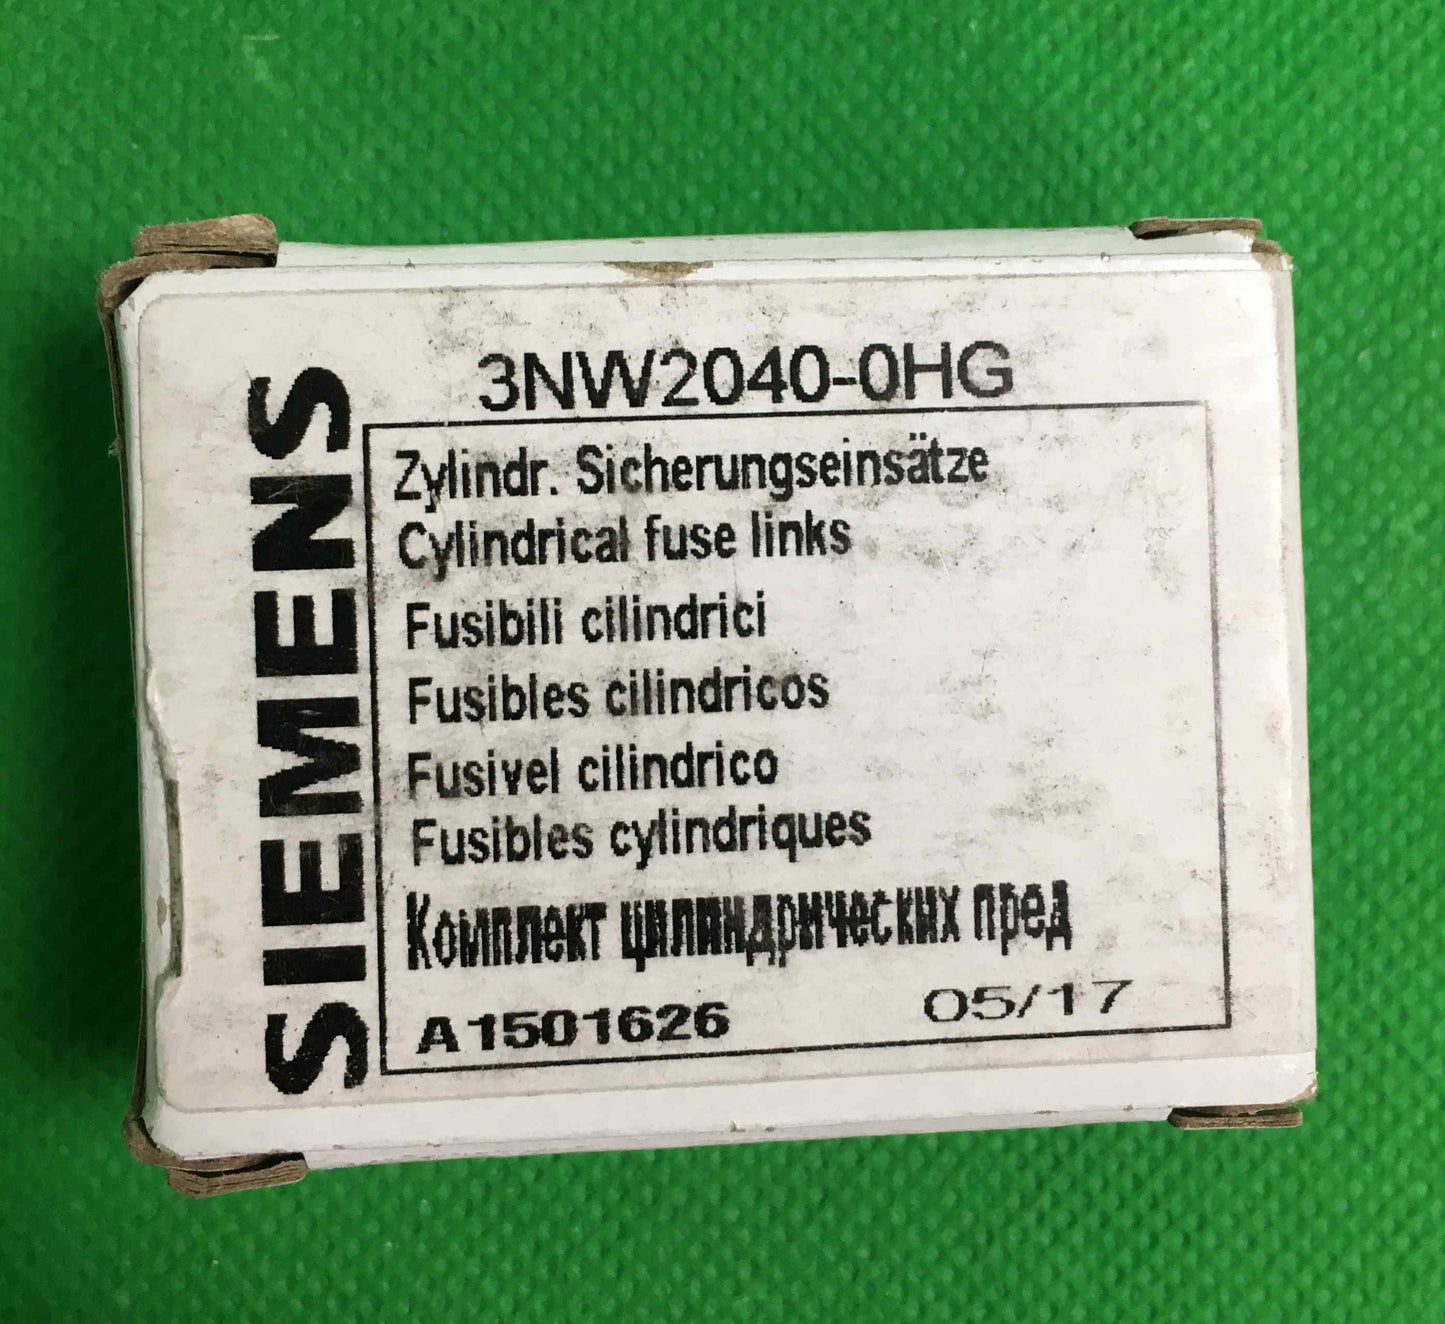 SIEMENS
3NW2040-0HG
Zylindr. Sicherungseinsätze
Cylindrical fuse links
Fusibili cilindrici
Fusibles cilindricos
Fusivel cilindrico
Fusibles cylindriques
Комплект цилиндрических пред
A1501626
05/17